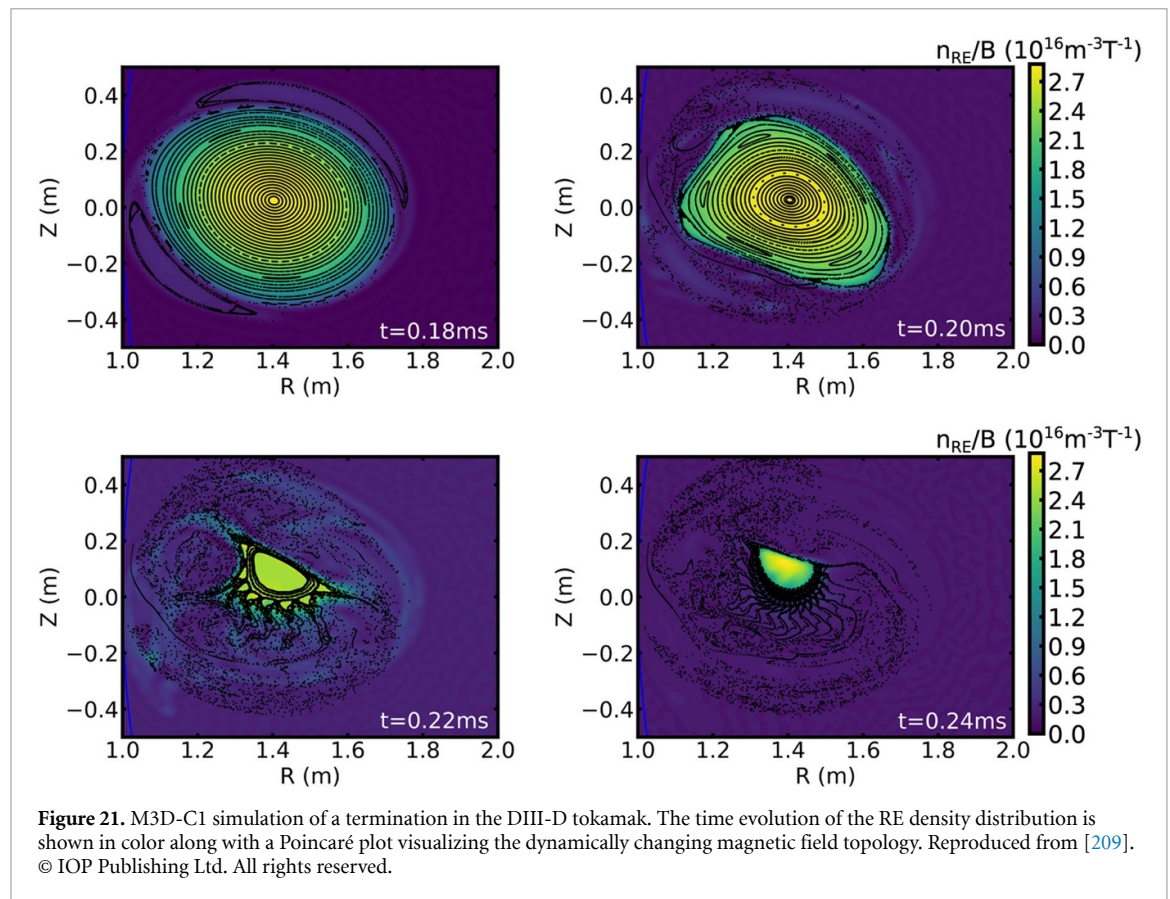 n_RE/B (10^16 m^-3 T^-1)
0.4
0.2
0.0
−0.2
−0.4
Z (m)
t=0.18ms
1.0 1.2 1.4 1.6 1.8 2.0
R (m)
0.4
0.2
0.0
−0.2
−0.4
Z (m)
t=0.20ms
1.0 1.2 1.4 1.6 1.8 2.0
R (m)
2.7
2.4
2.1
1.8
1.5
1.2
0.9
0.6
0.3
0.0
n_RE/B (10^16 m^-3 T^-1)
0.4
0.2
0.0
−0.2
−0.4
Z (m)
t=0.22ms
1.0 1.2 1.4 1.6 1.8 2.0
R (m)
0.4
0.2
0.0
−0.2
−0.4
Z (m)
t=0.24ms
1.0 1.2 1.4 1.6 1.8 2.0
R (m)
2.7
2.4
2.1
1.8
1.5
1.2
0.9
0.6
0.3
0.0
Figure 21. M3D-C1 simulation of a termination in the DIII-D tokamak. The time evolution of the RE density distribution is
shown in color along with a Poincaré plot visualizing the dynamically changing magnetic field topology. Reproduced from [209].
© IOP Publishing Ltd. All rights reserved.